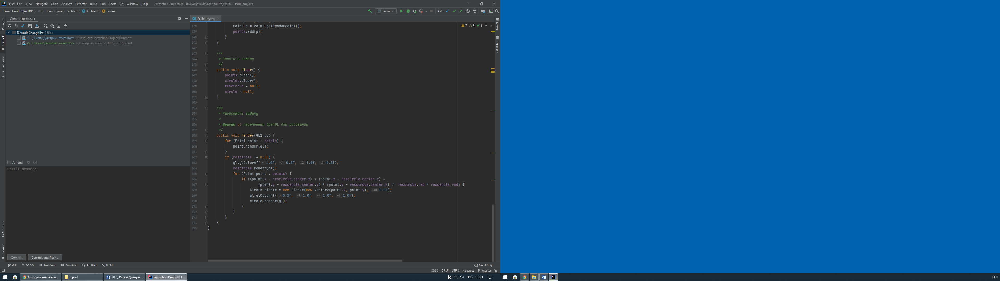 File Edit View Navigate Code Analyze Refactor Build Run Tools Git Window Help JavaschoolProjectRD [H:\Java\java\JavaschoolProjectRD] - Problem.java
JavaschoolProjectRD src main java problem Problem circles
Form Git:
Project
Commit
Pull Requests
Structure
Favorites
Commit to master
Default Changelist 2 files
10-1, Ривин Дмитрий -отчёт.docx H:\Java\java\JavaschoolProjectRD\report
~$-1, Ривин Дмитрий -отчёт.docx H:\Java\java\JavaschoolProjectRD\report
Amend
Commit Message
Commit Commit and Push...
Problem.java
7 3 1
138 Point p = Point.getRandomPoint();
139 points.add(p);
140 }
141 }
142
143 /**
144 * Очистить задачу
145 */
146 public void clear() {
147 points.clear();
148 circles.clear();
149 rescircle = null;
150 circle = null;
151 }
152
153 /**
154 * Нарисовать задачу
155 *
156 * @param gl переменная OpenGL для рисования
157 */
158 public void render(GL2 gl) {
159 for (Point point : points) {
160 point.render(gl);
161 }
162 if (rescircle != null) {
163 gl.glColor4f( v: 1.0f, v1: 0.0f, v2: 1.0f, v3: 0.0f);
164 rescircle.render(gl);
165 for (Point point : points) {
166 if ((point.x - rescircle.center.x) * (point.x - rescircle.center.x) +
167 (point.y - rescircle.center.y) * (point.y - rescircle.center.y) <= rescircle.rad * rescircle.rad) {
168 Circle circle = new Circle(new Vector2(point.x, point.y), rad: 0.01);
169 gl.glColor4f( v: 0.0f, v1: 1.0f, v2: 1.0f, v3: 1.0f);
170 circle.render(gl);
171 }
172 }
173 }
174 }
175 }
Maven
Database
Git TODO Problems Terminal Profiler Build Event Log
36:39 CRLF UTF-8 4 spaces master
Критерии оцениван... report 10-1, Ривин Дмитри... JavaschoolProjectRD... ENG 10:11 10:11